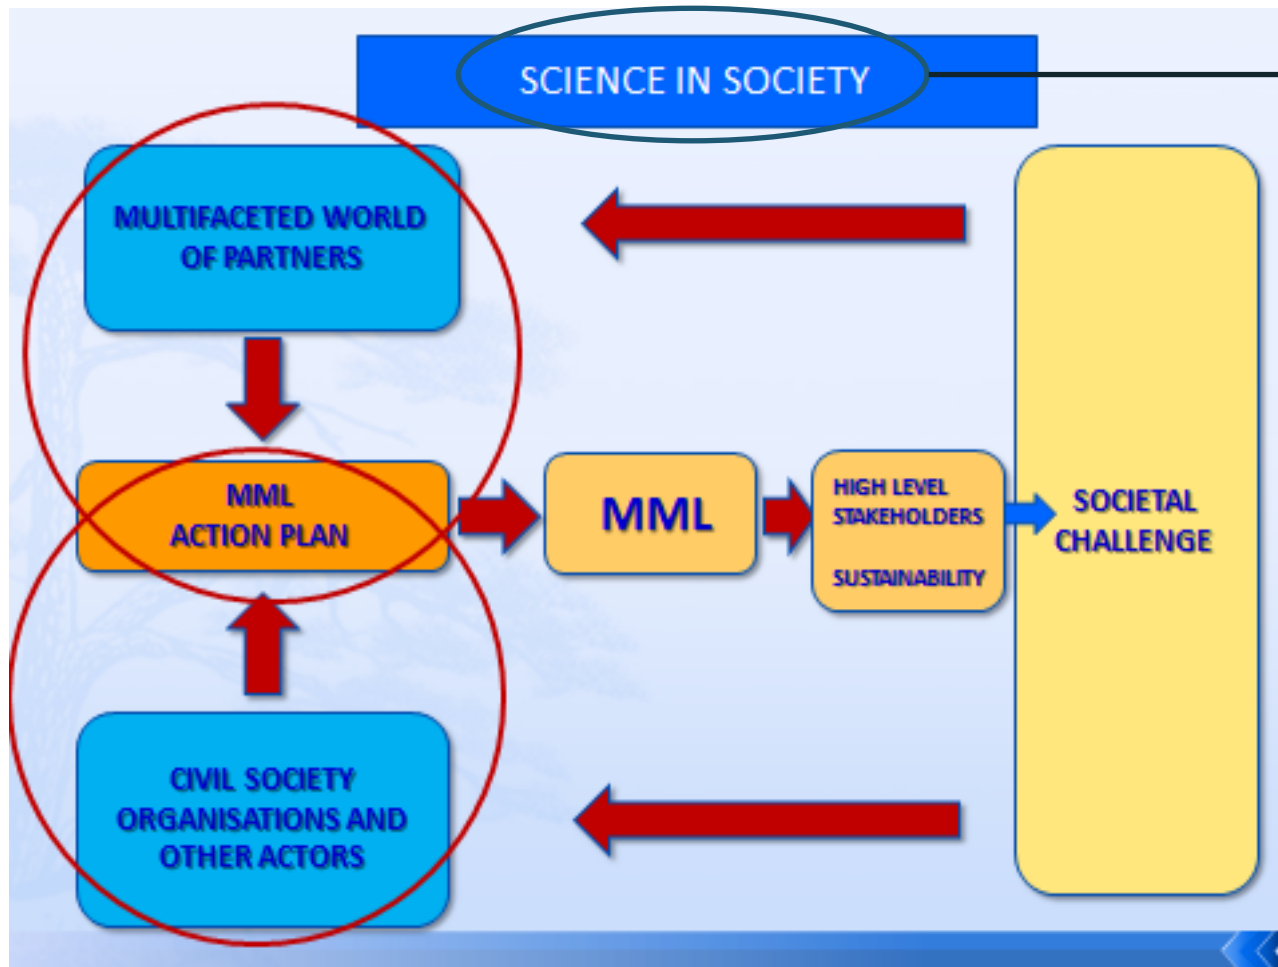 SCIENCE IN SOCIETY
MULTIFACETED WORLD
OF PARTNERS
MML
ACTION PLAN
MML
HIGH LEVEL
STAKEHOLDERS
SUSTAINABILITY
SOCIETAL
CHALLENGE
CIVIL SOCIETY
ORGANISATIONS AND
OTHER ACTORS